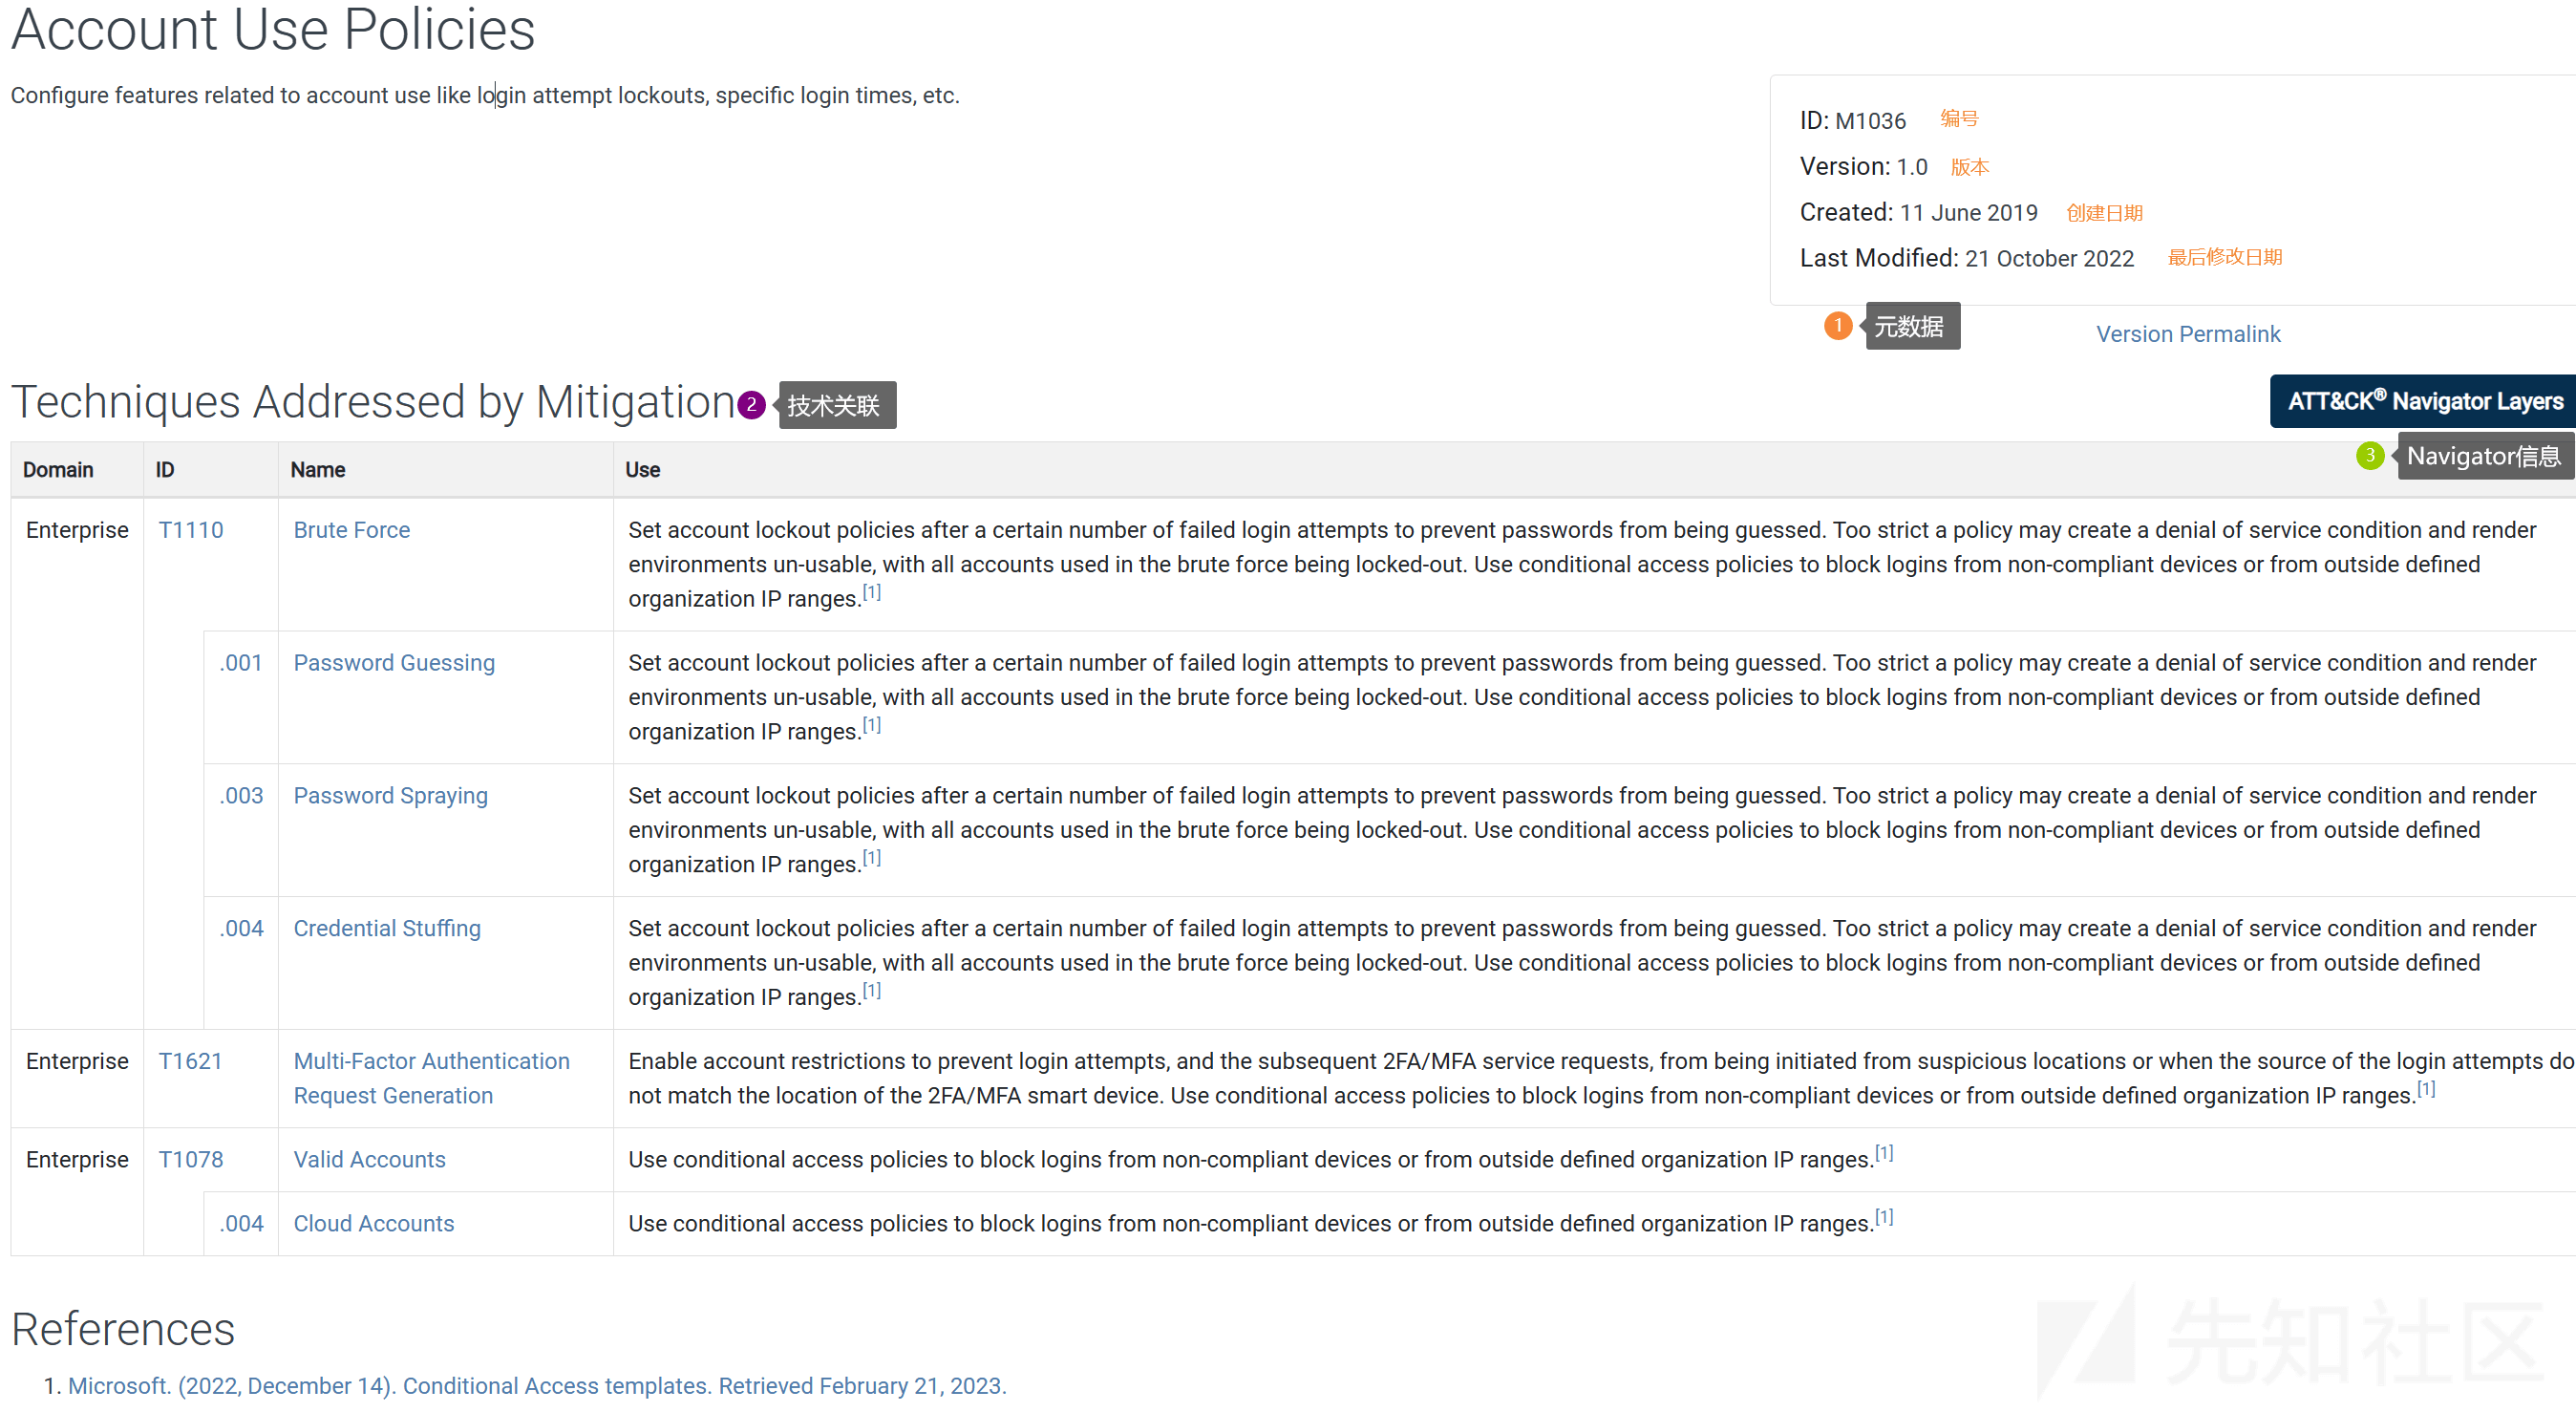 Account Use Policies
Configure features related to account use like login attempt lockouts, specific login times, etc.
ID: M1036 编号
Version: 1.0 版本
Created: 11 June 2019 创建日期
Last Modified: 21 October 2022 最后修改日期
1 元数据
Version Permalink
Techniques Addressed by Mitigation 2 技术关联
ATT&CK® Navigator Layers
3 Navigator信息
Domain ID Name Use
Enterprise T1110 Brute Force Set account lockout policies after a certain number of failed login attempts to prevent passwords from being guessed. Too strict a policy may create a denial of service condition and render
environments un-usable, with all accounts used in the brute force being locked-out. Use conditional access policies to block logins from non-compliant devices or from outside defined
organization IP ranges.[1]
.001 Password Guessing Set account lockout policies after a certain number of failed login attempts to prevent passwords from being guessed. Too strict a policy may create a denial of service condition and render
environments un-usable, with all accounts used in the brute force being locked-out. Use conditional access policies to block logins from non-compliant devices or from outside defined
organization IP ranges.[1]
.003 Password Spraying Set account lockout policies after a certain number of failed login attempts to prevent passwords from being guessed. Too strict a policy may create a denial of service condition and render
environments un-usable, with all accounts used in the brute force being locked-out. Use conditional access policies to block logins from non-compliant devices or from outside defined
organization IP ranges.[1]
.004 Credential Stuffing Set account lockout policies after a certain number of failed login attempts to prevent passwords from being guessed. Too strict a policy may create a denial of service condition and render
environments un-usable, with all accounts used in the brute force being locked-out. Use conditional access policies to block logins from non-compliant devices or from outside defined
organization IP ranges.[1]
Enterprise T1621 Multi-Factor Authentication Enable account restrictions to prevent login attempts, and the subsequent 2FA/MFA service requests, from being initiated from suspicious locations or when the source of the login attempts do
Request Generation not match the location of the 2FA/MFA smart device. Use conditional access policies to block logins from non-compliant devices or from outside defined organization IP ranges.[1]
Enterprise T1078 Valid Accounts Use conditional access policies to block logins from non-compliant devices or from outside defined organization IP ranges.[1]
.004 Cloud Accounts Use conditional access policies to block logins from non-compliant devices or from outside defined organization IP ranges.[1]
References
1. Microsoft. (2022, December 14). Conditional Access templates. Retrieved February 21, 2023.
先知社区